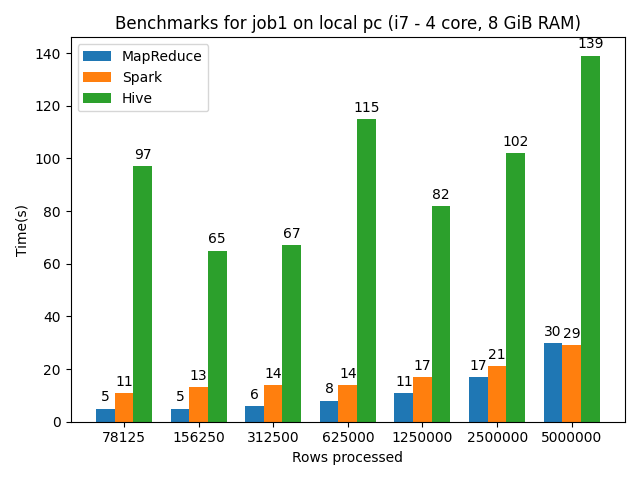 Benchmarks for job1 on local pc (i7 - 4 core, 8 GiB RAM)
MapReduce
Spark
Hive
Time(s)
140
120
100
80
60
40
20
0
5 11 97
5 13 65
6 14 67
8 14 115
11 17 82
17 21 102
30 29 139
78125 156250 312500 625000 1250000 2500000 5000000
Rows processed